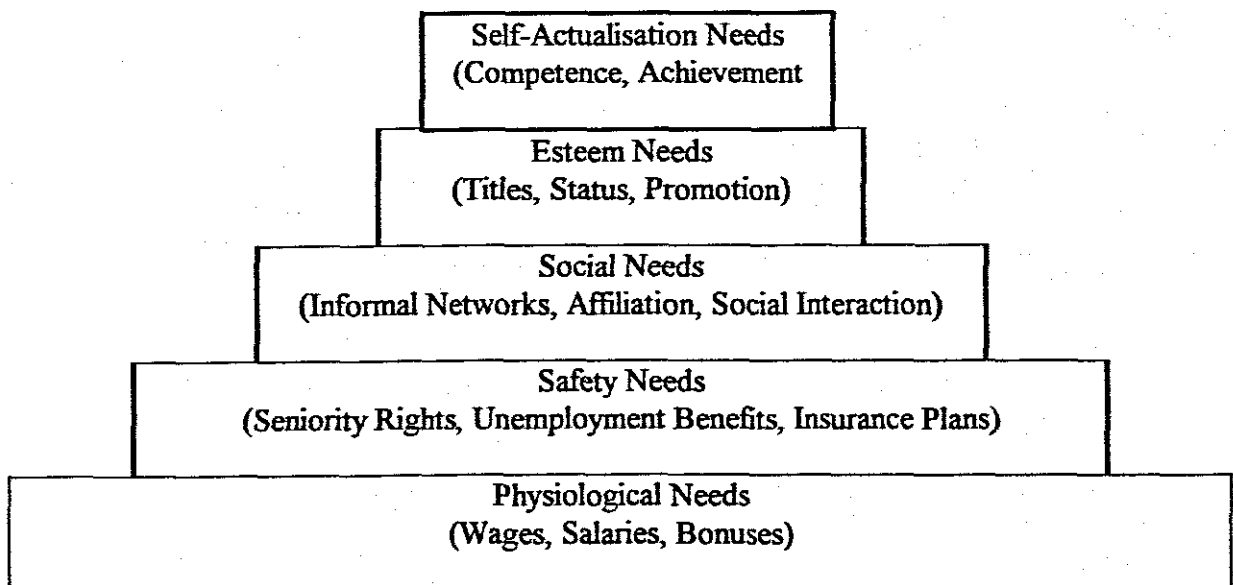 Self-Actualisation Needs
(Competence, Achievement
Esteem Needs
(Titles, Status, Promotion)
Social Needs
(Informal Networks, Affiliation, Social Interaction)
Safety Needs
(Seniority Rights, Unemployment Benefits, Insurance Plans)
Physiological Needs
(Wages, Salaries, Bonuses)